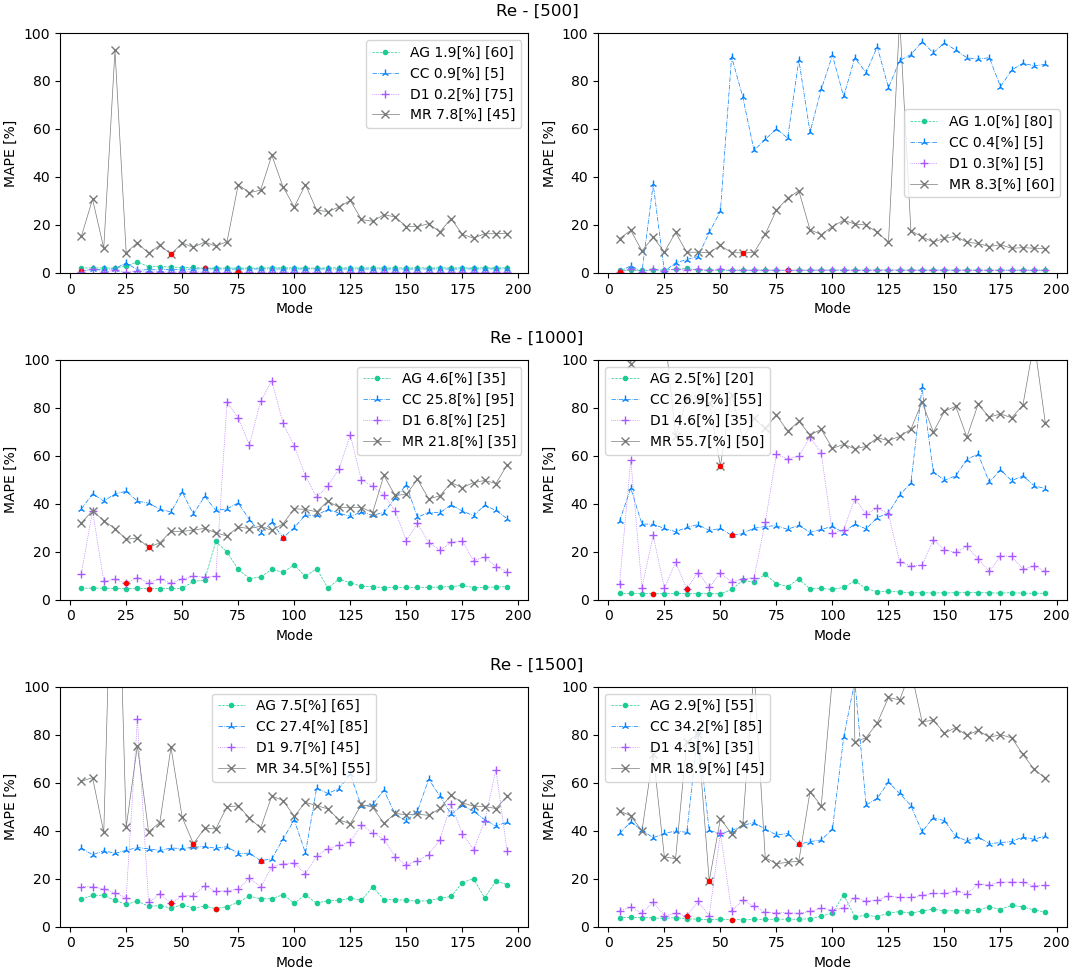 Re - [500]
MAPE [%]
100
80
60
40
20
0
AG 1.9[%] [60]
CC 0.9[%] [5]
D1 0.2[%] [75]
MR 7.8[%] [45]
0 25 50 75 100 125 150 175 200
Mode
MAPE [%]
100
80
60
40
20
0
AG 1.0[%] [80]
CC 0.4[%] [5]
D1 0.3[%] [5]
MR 8.3[%] [60]
0 25 50 75 100 125 150 175 200
Mode
Re - [1000]
MAPE [%]
100
80
60
40
20
0
AG 4.6[%] [35]
CC 25.8[%] [95]
D1 6.8[%] [25]
MR 21.8[%] [35]
0 25 50 75 100 125 150 175 200
Mode
MAPE [%]
100
80
60
40
20
0
AG 2.5[%] [20]
CC 26.9[%] [55]
D1 4.6[%] [35]
MR 55.7[%] [50]
0 25 50 75 100 125 150 175 200
Mode
Re - [1500]
MAPE [%]
100
80
60
40
20
0
AG 7.5[%] [65]
CC 27.4[%] [85]
D1 9.7[%] [45]
MR 34.5[%] [55]
0 25 50 75 100 125 150 175 200
Mode
MAPE [%]
100
80
60
40
20
0
AG 2.9[%] [55]
CC 34.2[%] [85]
D1 4.3[%] [35]
MR 18.9[%] [45]
0 25 50 75 100 125 150 175 200
Mode